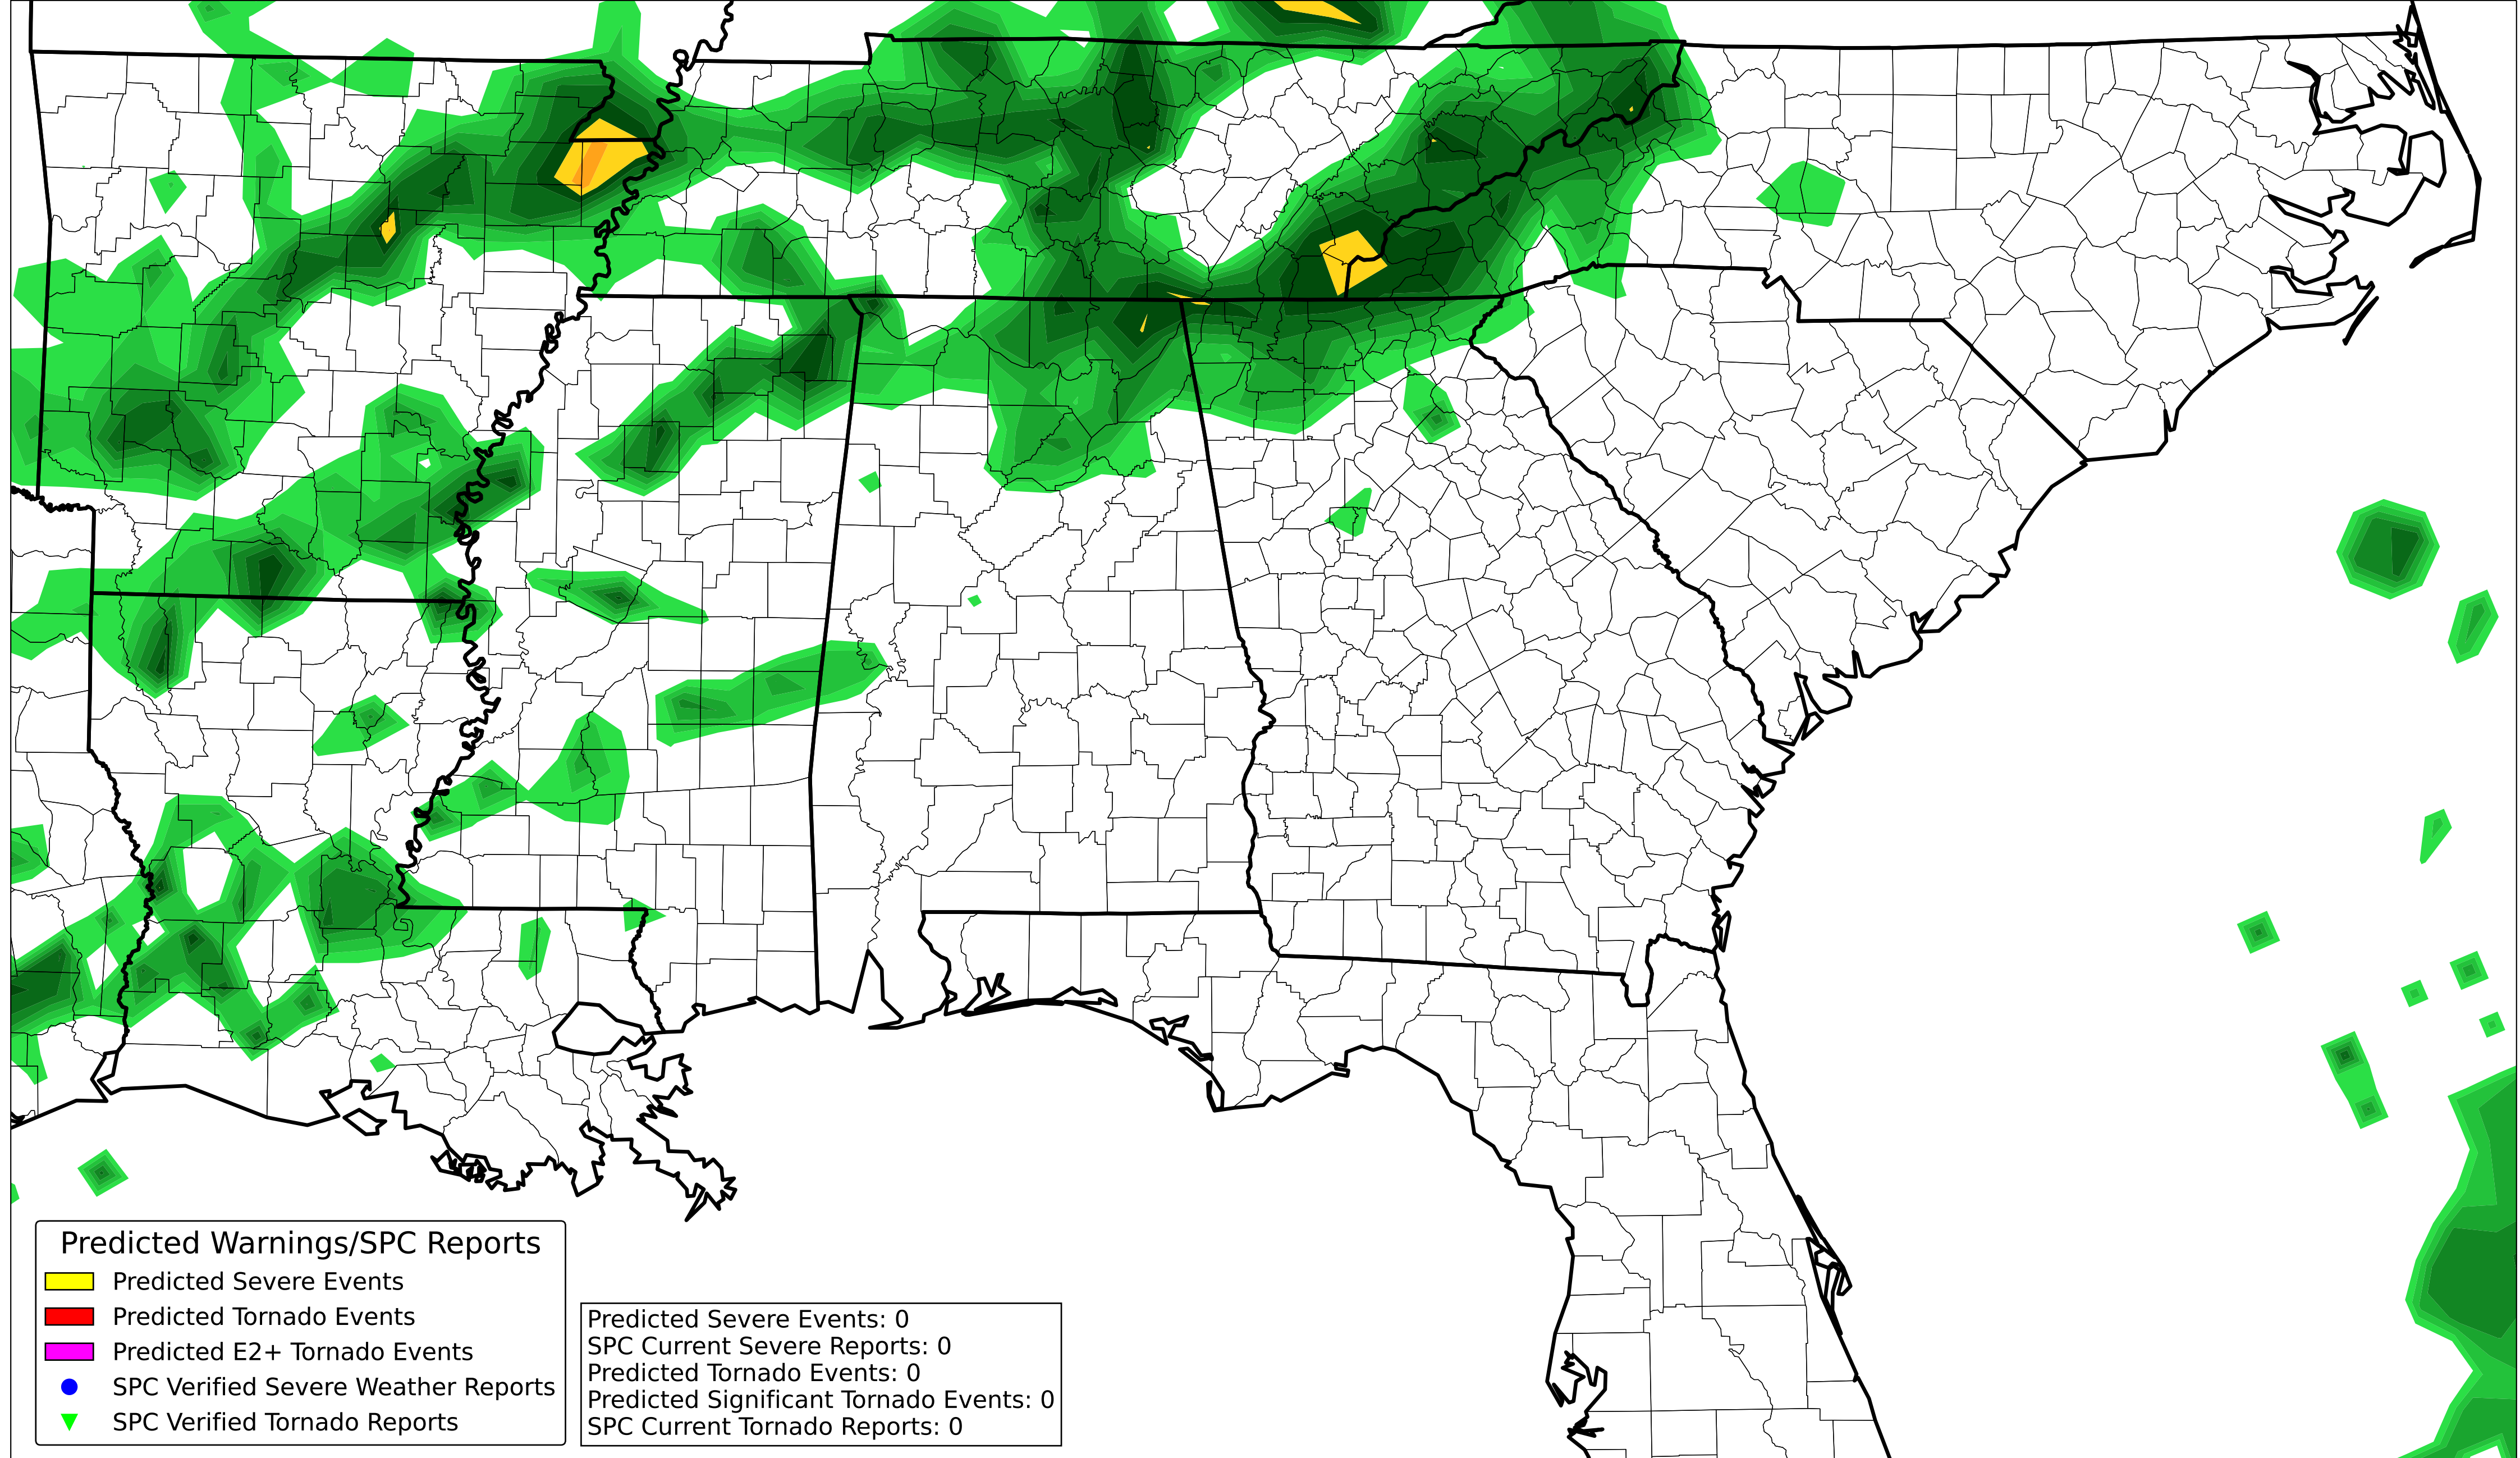 Predicted Warnings/SPC Reports
Predicted Severe Events
Predicted Tornado Events
Predicted E2+ Tornado Events
SPC Verified Severe Weather Reports
SPC Verified Tornado Reports
Predicted Severe Events: 0
SPC Current Severe Reports: 0
Predicted Tornado Events: 0
Predicted Significant Tornado Events: 0
SPC Current Tornado Reports: 0